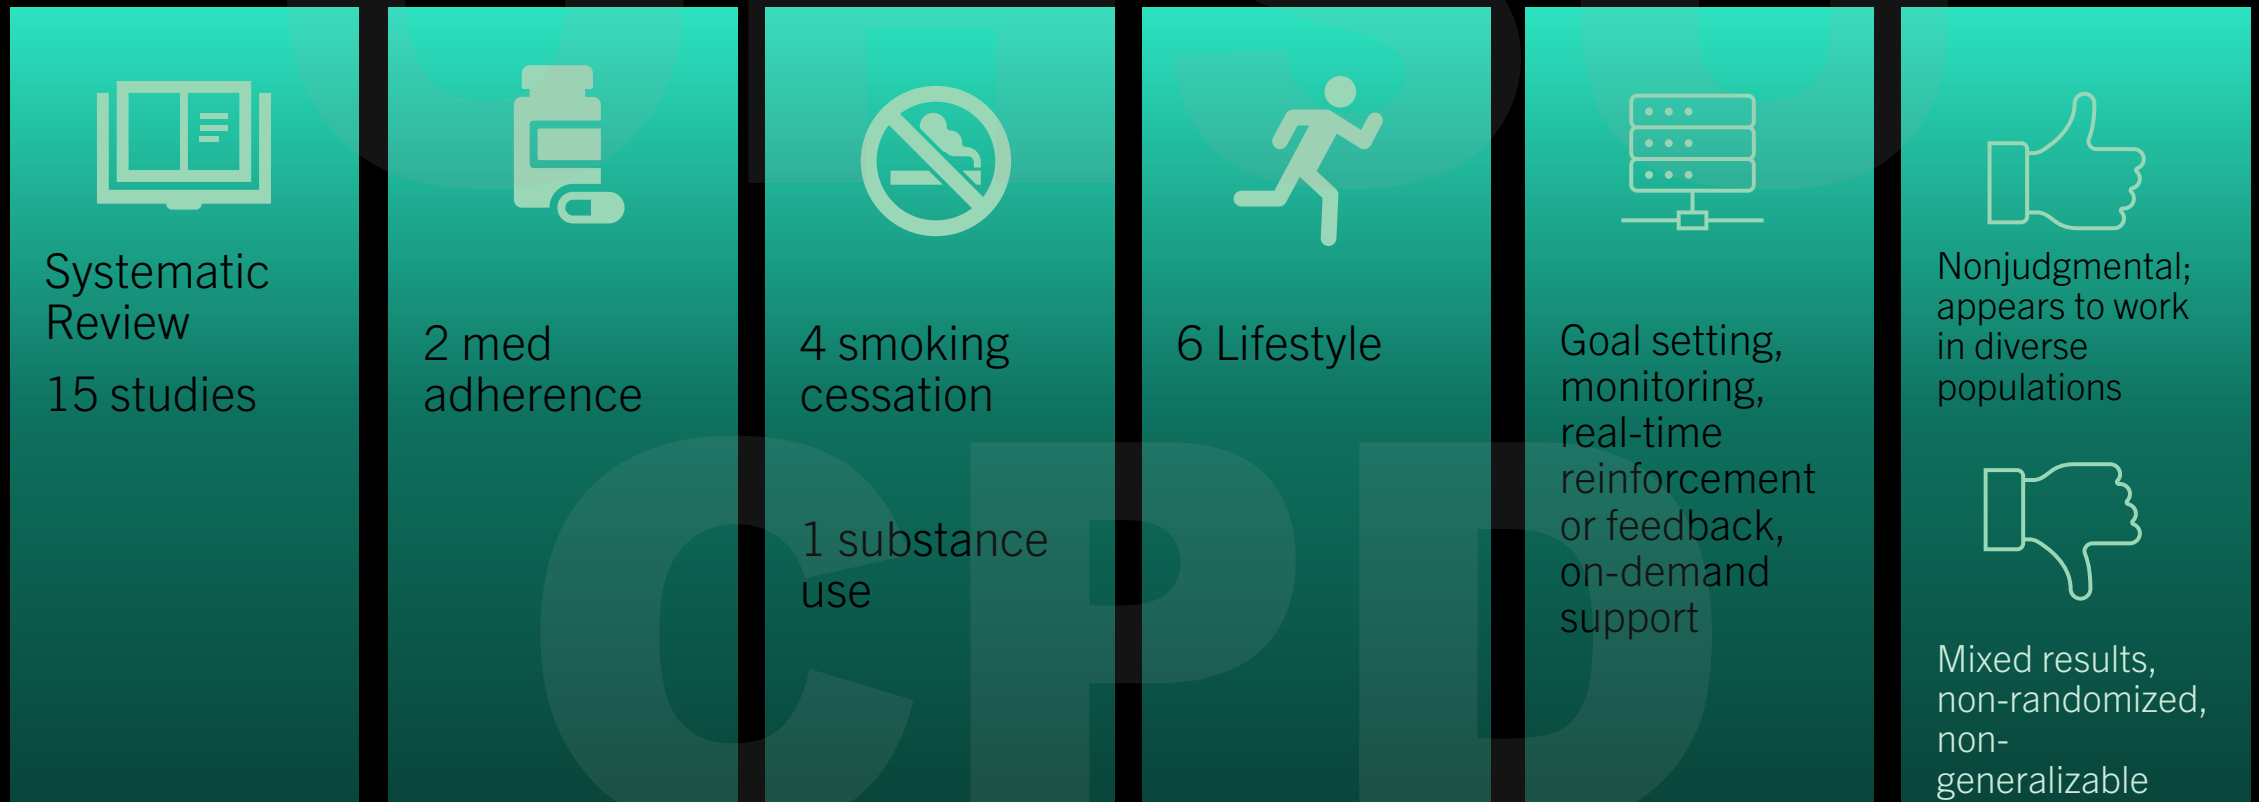 Systematic
Review
15 studies
2 med
adherence
4 smoking
cessation
1 substance
use
6 Lifestyle
Goal setting,
monitoring,
real-time
reinforcement
or feedback,
on-demand
support
Nonjudgmental;
appears to work
in diverse
populations
Mixed results,
non-randomized,
non-
generalizable
CPD